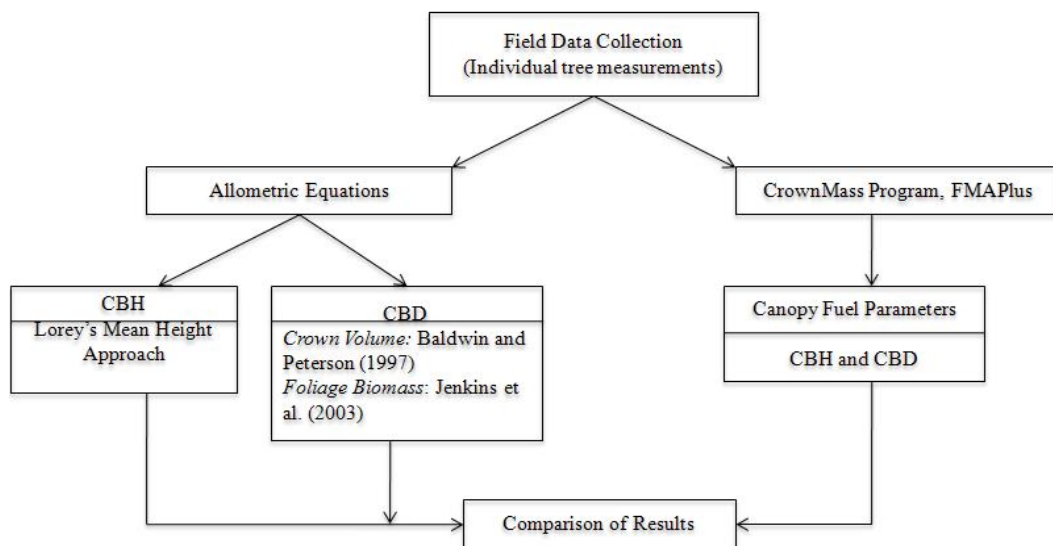 Field Data Collection
(Individual tree measurements)
Allometric Equations
CrownMass Program, FMAPlus
CBH
Lorey's Mean Height
Approach
CBD
Crown Volume: Baldwin and
Peterson (1997)
Foliage Biomass: Jenkins et
al. (2003)
Canopy Fuel Parameters
CBH and CBD
Comparison of Results